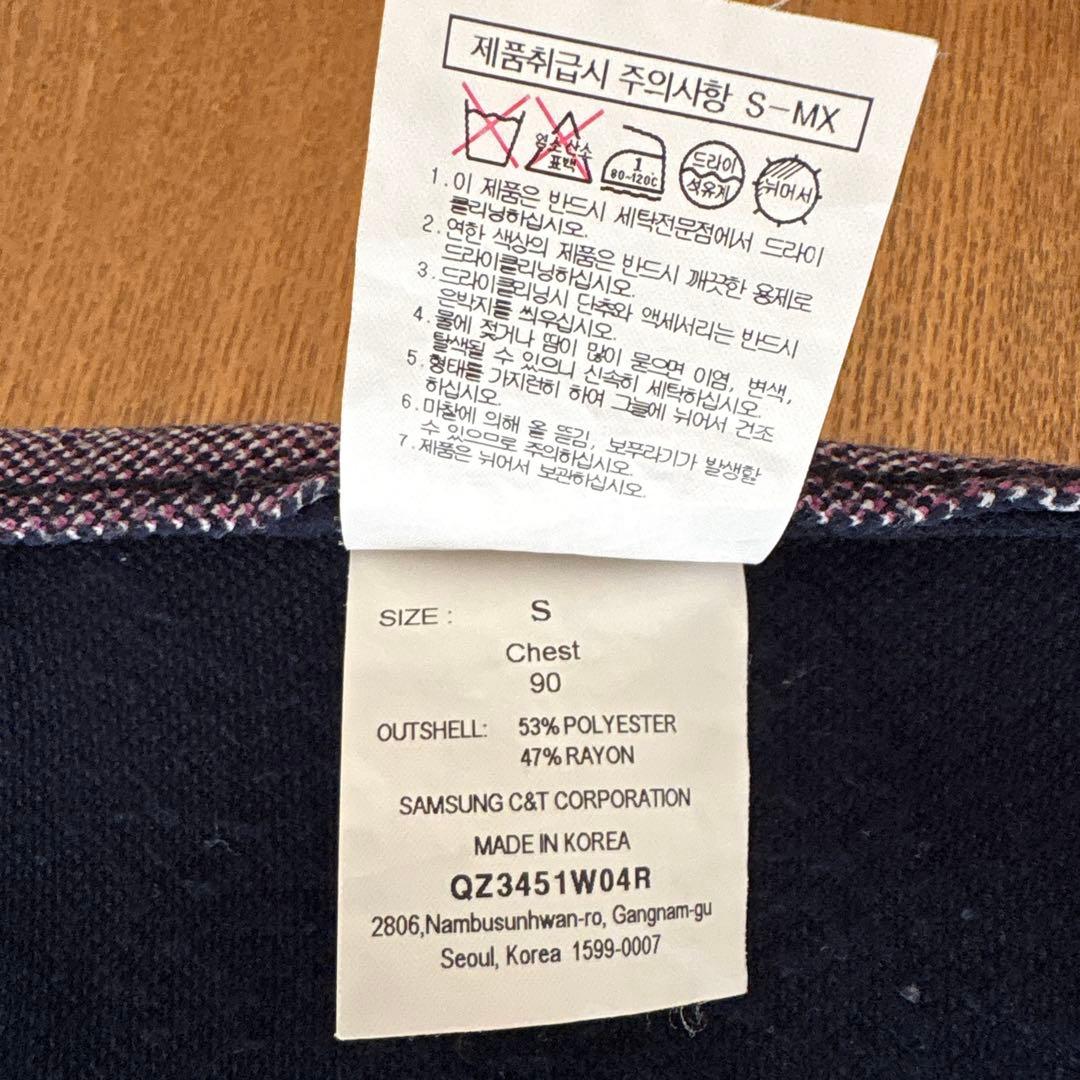 제품취급시 주의사항 S-MX
염소 산소
표백
1
80~120℃
드라이
석유계
뉘어서
1. 이 제품은 반드시 세탁전문점에서 드라이
클리닝하십시오.
2. 연한 색상의 제품은 반드시 깨끗한 용제로
드라이클리닝하십시오.
3. 드라이클리닝시 단추와 액세서리는 반드시
은박지를 씌우십시오.
4. 물에 젖거나 땀이 많이 묻으면 이염, 변색,
탈색될 수 있으니 신속히 세탁하십시오.
5. 형태를 가지런히 하여 그늘에 뉘어서 건조
하십시오.
6. 마찰에 의해 올 뜯김, 보푸라기가 발생할
수 있으므로 주의하십시오.
7. 제품은 뉘어서 보관하십시오.
SIZE : S
Chest
90
OUTSHELL: 53% POLYESTER
47% RAYON
SAMSUNG C&T CORPORATION
MADE IN KOREA
QZ3451W04R
2806,Nambusunhwan-ro, Gangnam-gu
Seoul, Korea 1599-0007